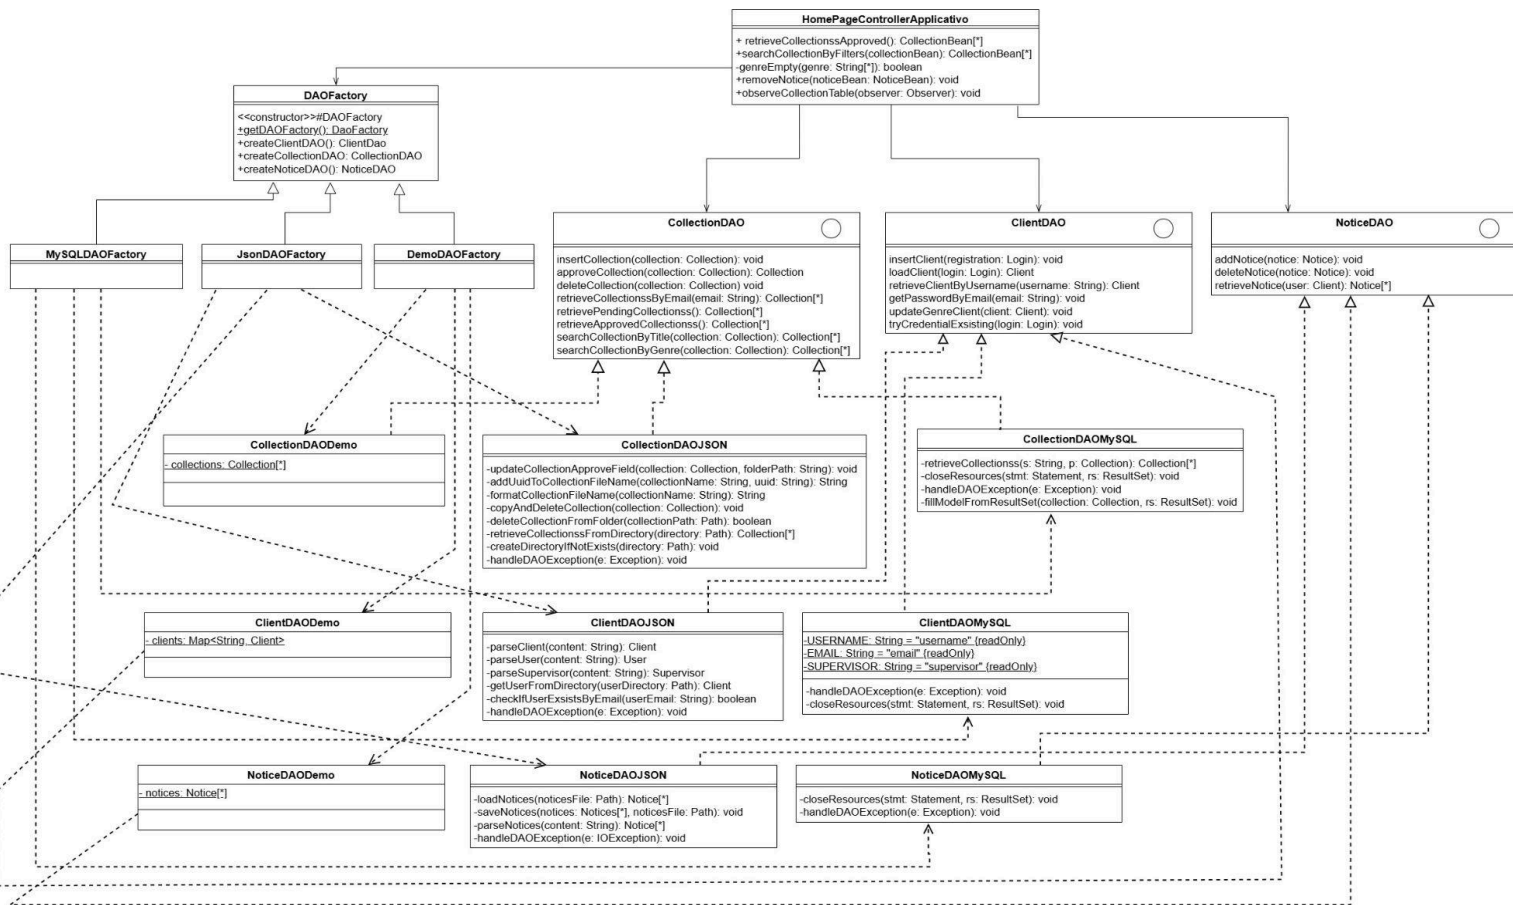 HomePageControllerApplicativo
+ retrieveCollectionssApproved(): CollectionBean[*]
+searchCollectionByFilters(collectionBean): CollectionBean[*]
-genreEmpty(genre: String[*]): boolean
+removeNotice(noticeBean: NoticeBean): void
+observeCollectionTable(observer: Observer): void
DAOFactory
<<constructor>>#DAOFactory
+getDAOFactory(): DaoFactory
+createClientDAO(): ClientDao
+createCollectionDAO: CollectionDAO
+createNoticeDAO(): NoticeDAO
MySQLDAOFactory
JsonDAOFactory
DemoDAOFactory
CollectionDAO
insertCollection(collection: Collection): void
approveCollection(collection: Collection): Collection
deleteCollection(collection: Collection) void
retrieveCollectionssByEmail(email: String): Collection[*]
retrievePendingCollectionss(): Collection[*]
retrieveApprovedCollectionss(): Collection[*]
searchCollectionByTitle(collection: Collection): Collection[*]
searchCollectionByGenre(collection: Collection): Collection[*]
ClientDAO
insertClient(registration: Login): void
loadClient(login: Login): Client
retrieveClientByUsername(username: String): Client
getPasswordByEmail(email: String): void
updateGenreClient(client: Client): void
tryCredentialExsisting(login: Login): void
NoticeDAO
addNotice(notice: Notice): void
deleteNotice(notice: Notice): void
retrieveNotice(user: Client): Notice[*]
CollectionDAODemo
- collections: Collection[*]
CollectionDAOJSON
-updateCollectionApproveField(collection: Collection, folderPath: String): void
-addUuidToCollectionFileName(collectionName: String, uuid: String): String
-formatCollectionFileName(collectionName: String): String
-copyAndDeleteCollection(collection: Collection): void
-deleteCollectionFromFolder(collectionPath: Path): boolean
-retrieveCollectionssFromDirectory(directory: Path): Collection[*]
-createDirectoryIfNotExists(directory: Path): void
-handleDAOException(e: Exception): void
CollectionDAOMySQL
-retrieveCollectionss(s: String, p: Collection): Collection[*]
-closeResources(stmt: Statement, rs: ResultSet): void
-handleDAOException(e: Exception): void
-fillModelFromResultSet(collection: Collection, rs: ResultSet): void
ClientDAODemo
- clients: Map<String, Client>
ClientDAOJSON
-parseClient(content: String): Client
-parseUser(content: String): User
-parseSupervisor(content: String): Supervisor
-getUserFromDirectory(userDirectory: Path): Client
-checkIfUserExsistsByEmail(userEmail: String): boolean
-handleDAOException(e: Exception): void
ClientDAOMySQL
-USERNAME: String = "username" {readOnly}
-EMAIL: String = "email" {readOnly}
-SUPERVISOR: String = "supervisor" {readOnly}
-handleDAOException(e: Exception): void
-closeResources(stmt: Statement, rs: ResultSet): void
NoticeDAODemo
- notices: Notice[*]
NoticeDAOJSON
-loadNotices(noticesFile: Path): Notice[*]
-saveNotices(notices: Notices[*], noticesFile: Path): void
-parseNotices(content: String): Notice[*]
-handleDAOException(e: IOException): void
NoticeDAOMySQL
-closeResources(stmt: Statement, rs: ResultSet): void
-handleDAOException(e: Exception): void